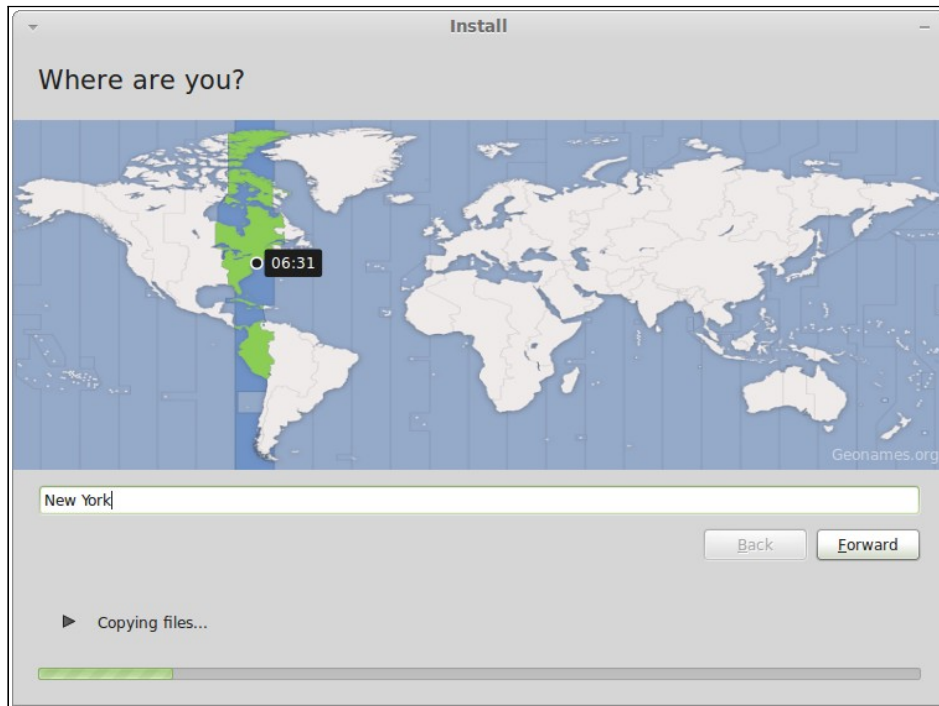 Install
Where are you?
06:31
Geonames.org
New York
Back
Forward
Copying files...